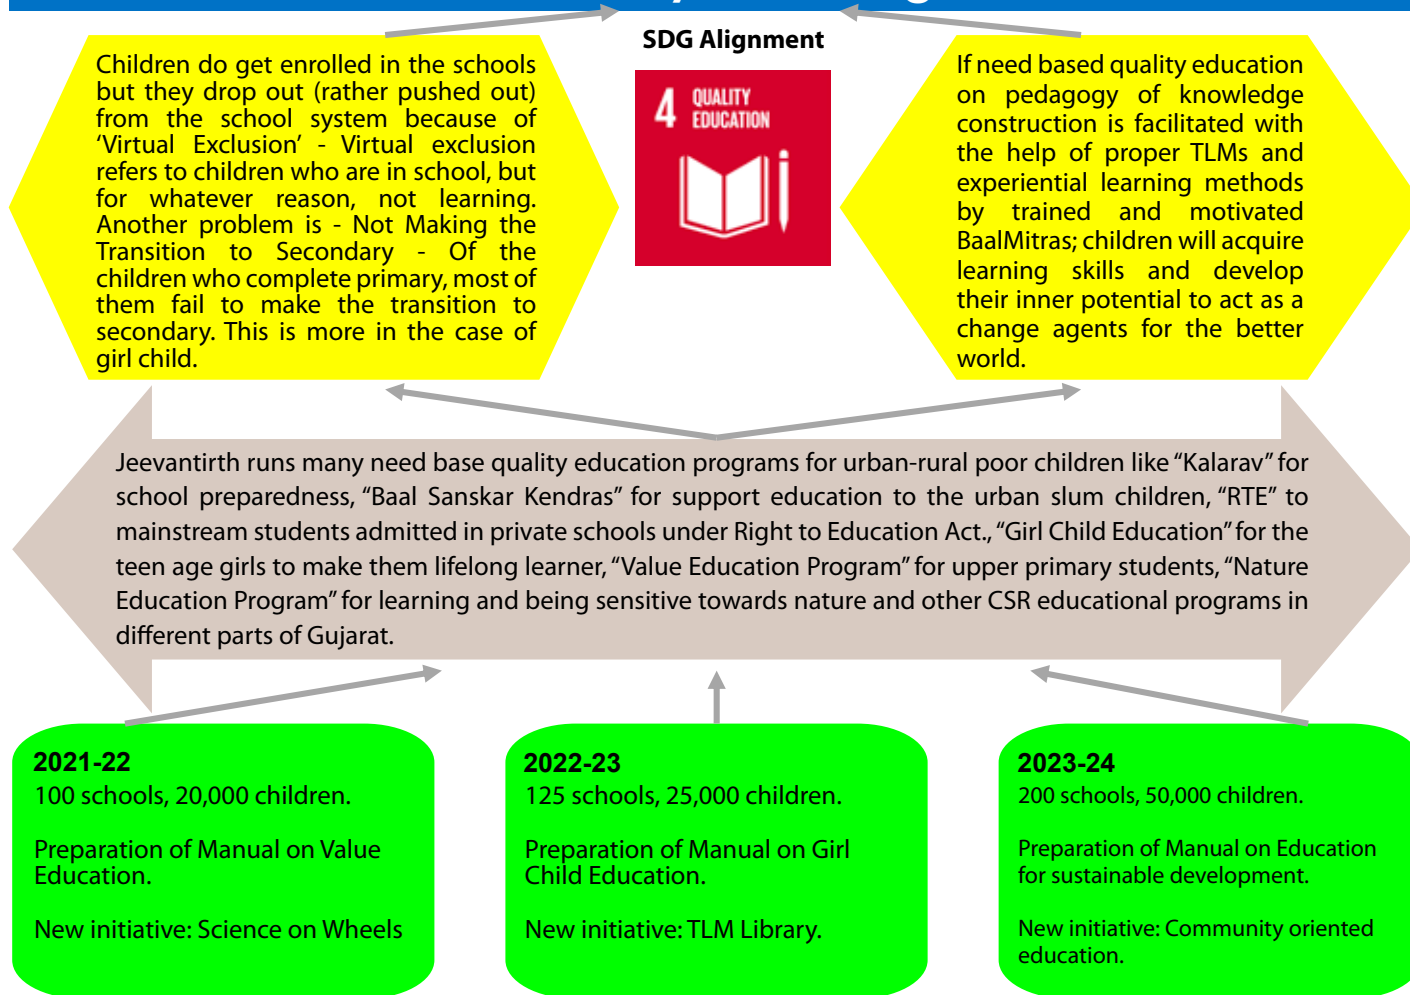 SDG Alignment
4 QUALITY
EDUCATION
Children do get enrolled in the schools
but they drop out (rather pushed out)
from the school system because of
‘Virtual Exclusion’ - Virtual exclusion
refers to children who are in school, but
for whatever reason, not learning.
Another problem is - Not Making the
Transition to Secondary - Of the
children who complete primary, most of
them fail to make the transition to
secondary. This is more in the case of
girl child.
If need based quality education
on pedagogy of knowledge
construction is facilitated with
the help of proper TLMs and
experiential learning methods
by trained and motivated
BaalMitras; children will acquire
learning skills and develop
their inner potential to act as a
change agents for the better
world.
Jeevantirth runs many need base quality education programs for urban-rural poor children like “Kalarav” for
school preparedness, “Baal Sanskar Kendras” for support education to the urban slum children, “RTE” to
mainstream students admitted in private schools under Right to Education Act., “Girl Child Education” for the
teen age girls to make them lifelong learner, “Value Education Program” for upper primary students, “Nature
Education Program” for learning and being sensitive towards nature and other CSR educational programs in
different parts of Gujarat.
2021-22
100 schools, 20,000 children.
Preparation of Manual on Value
Education.
New initiative: Science on Wheels
2022-23
125 schools, 25,000 children.
Preparation of Manual on Girl
Child Education.
New initiative: TLM Library.
2023-24
200 schools, 50,000 children.
Preparation of Manual on Education
for sustainable development.
New initiative: Community oriented
education.